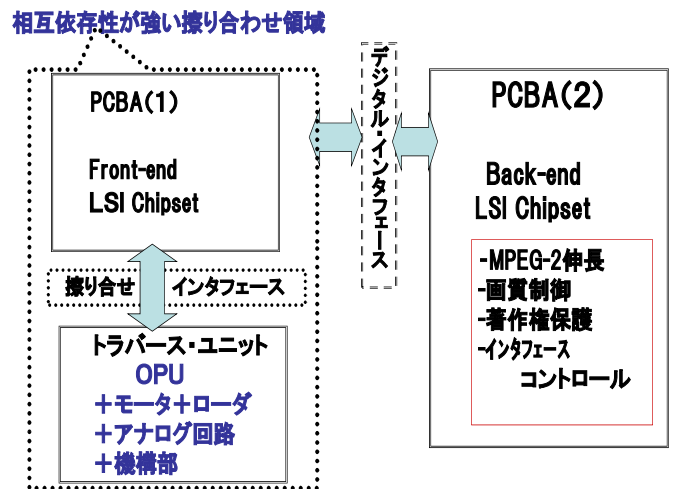 相互依存性が強い擦り合わせ領域
PCBA(1)
Front-end
LSI Chipset
擦り合せ インタフェース
トラバース・ユニット
OPU
＋モータ＋ローダ
＋アナログ回路
＋機構部
デジタル・インタフェース
PCBA(2)
Back-end
LSI Chipset
-MPEG-2伸長
-画質制御
-著作権保護
-インタフェース
コントロール